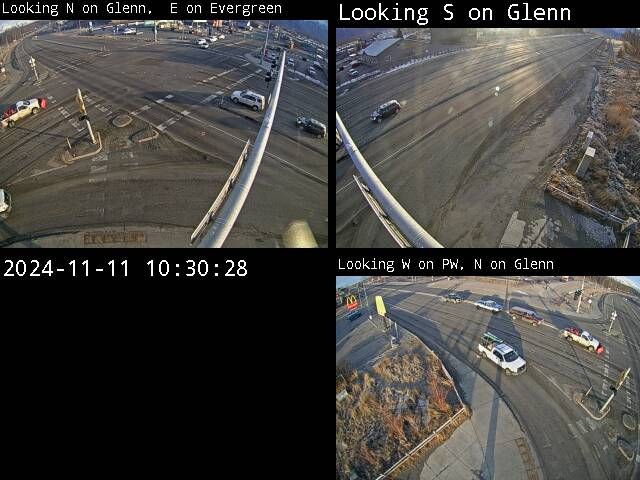 Looking N on Glenn,  E on Evergreen
Looking S on Glenn
2024-11-11 10:30:28
Looking W on PW, N on Glenn